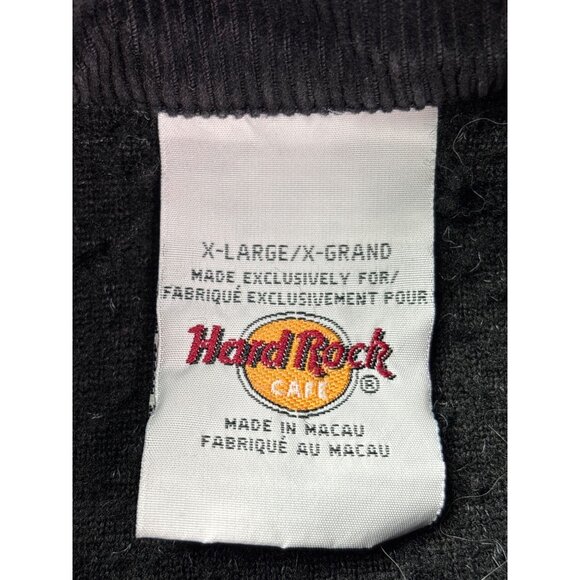 X-LARGE/X-GRAND
MADE EXCLUSIVELY FOR/
FABRIQUÉ EXCLUSIVEMENT POUR
Hard Rock
CAFE ®
MADE IN MACAU
FABRIQUÉ AU MACAU